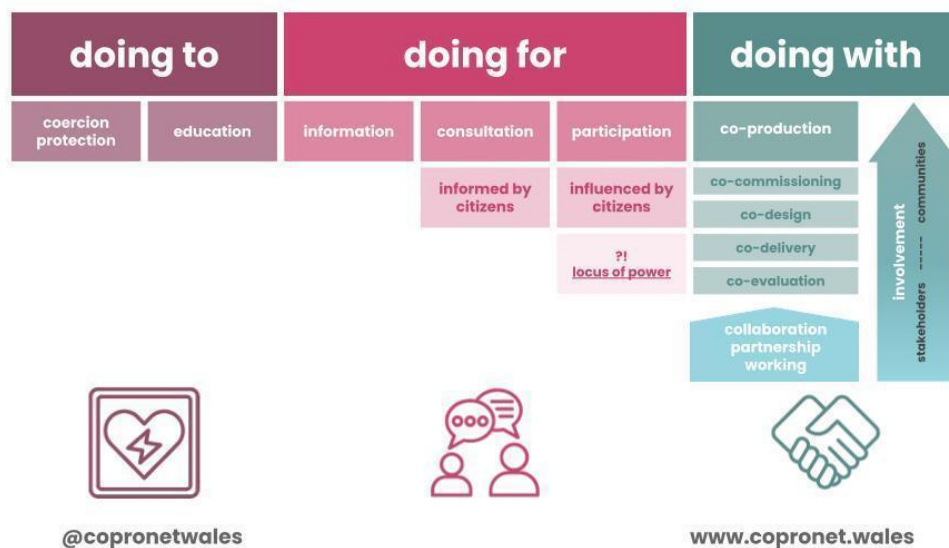 doing to
doing for
doing with
coercion
protection
education
information
consultation
participation
co-production
informed by
citizens
influenced by
citizens
?!
locus of power
co-commissioning
co-design
co-delivery
co-evaluation
collaboration
partnership
working
involvement
stakeholders ----- communities
@copronetwales
www.copronet.wales